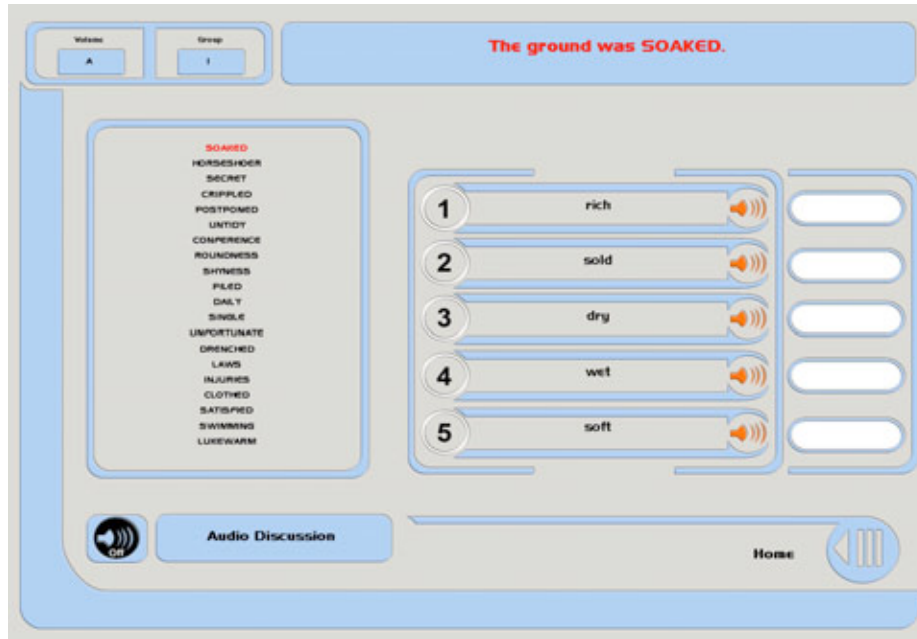 Volume
Group
A
I
The ground was SOAKED.
SOAKED
HORSESHOER
SECRET
CRIPPLED
POSTPONED
UNTIDY
CONFERENCE
ROUNDNESS
SHYNESS
PILED
DAILY
SINGLE
UNFORTUNATE
DRENCHED
LAWS
INJURIES
CLOTHED
SATISFIED
SWIMMING
LUKEWARM
1 rich
2 sold
3 dry
4 wet
5 soft
Off
Audio Discussion
Home